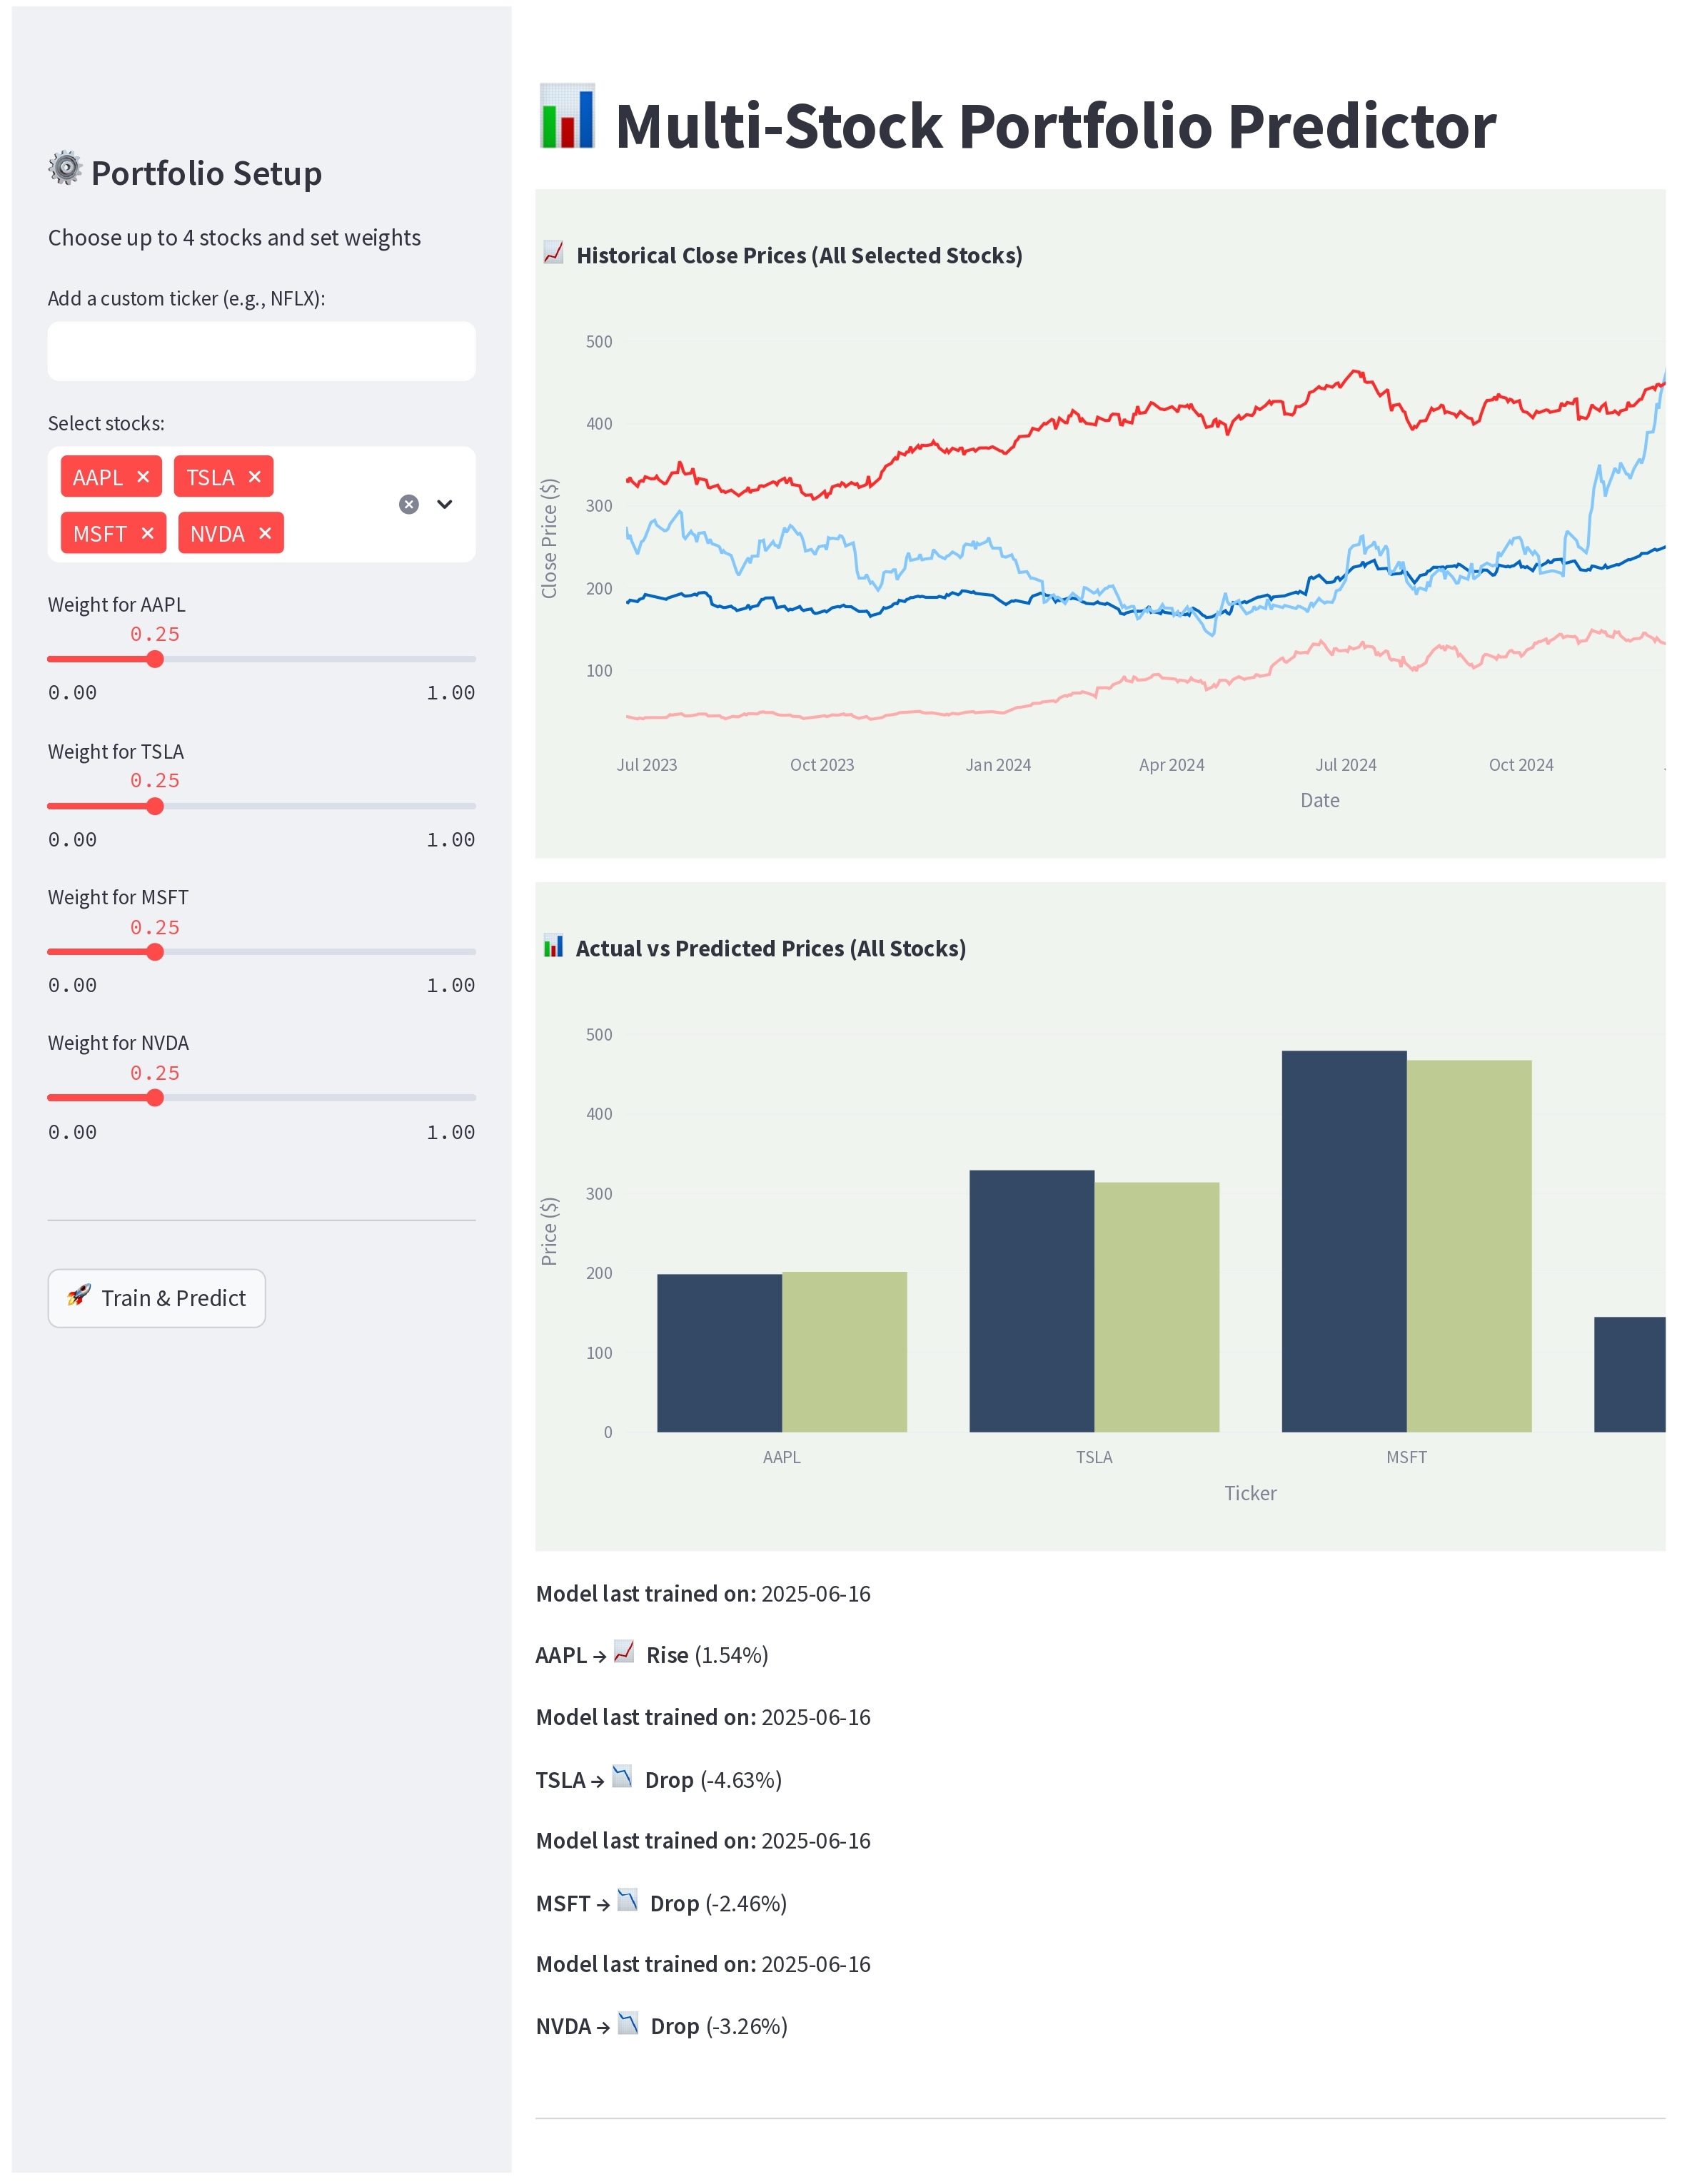 Portfolio Setup
Choose up to 4 stocks and set weights
Add a custom ticker (e.g., NFLX):
Select stocks:
AAPL × TSLA ×
MSFT × NVDA ×
Weight for AAPL
0.25
0.00 1.00
Weight for TSLA
0.25
0.00 1.00
Weight for MSFT
0.25
0.00 1.00
Weight for NVDA
0.25
0.00 1.00
Train & Predict
Multi-Stock Portfolio Predictor
Historical Close Prices (All Selected Stocks)
Close Price ($)
500
400
300
200
100
Jul 2023 Oct 2023 Jan 2024 Apr 2024 Jul 2024 Oct 2024
Date
Actual vs Predicted Prices (All Stocks)
Price ($)
500
400
300
200
100
0
AAPL TSLA MSFT
Ticker
Model last trained on: 2025-06-16
AAPL → Rise (1.54%)
Model last trained on: 2025-06-16
TSLA → Drop (-4.63%)
Model last trained on: 2025-06-16
MSFT → Drop (-2.46%)
Model last trained on: 2025-06-16
NVDA → Drop (-3.26%)